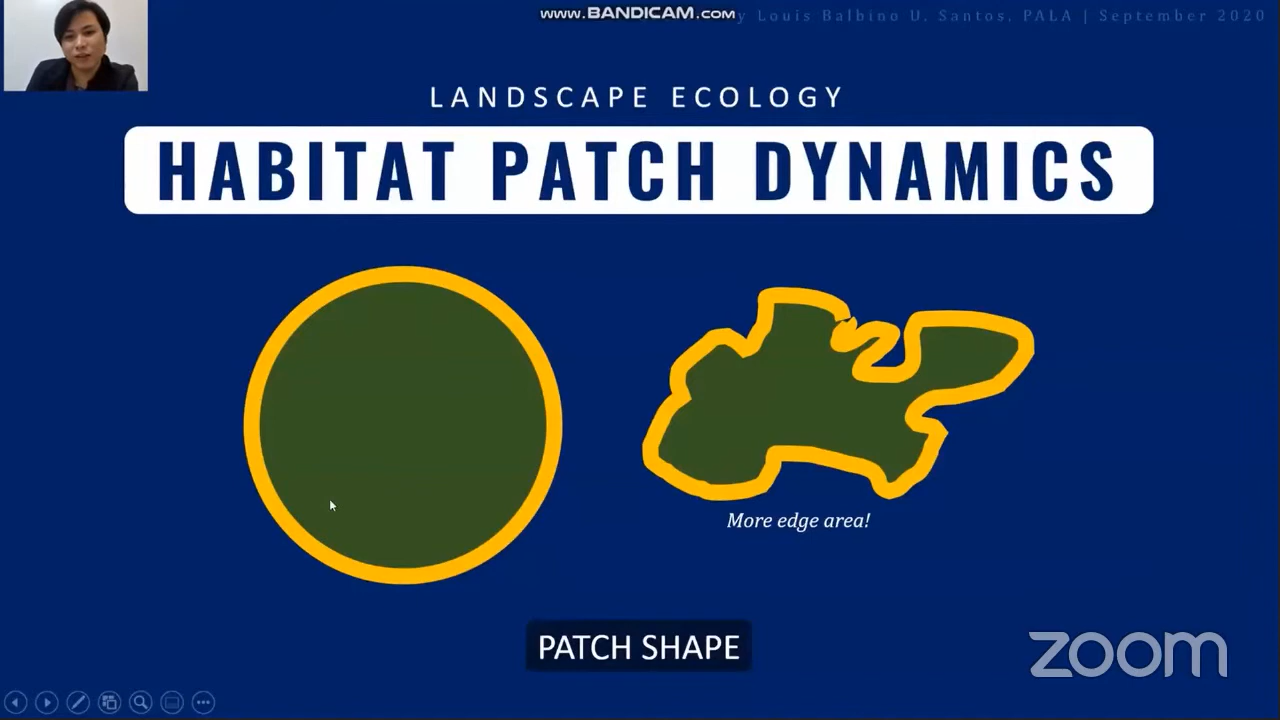 www.BANDICAM.com
y Louis Balbino U. Santos, PALA | September 2020
LANDSCAPE ECOLOGY
HABITAT PATCH DYNAMICS
More edge area!
PATCH SHAPE
zoom